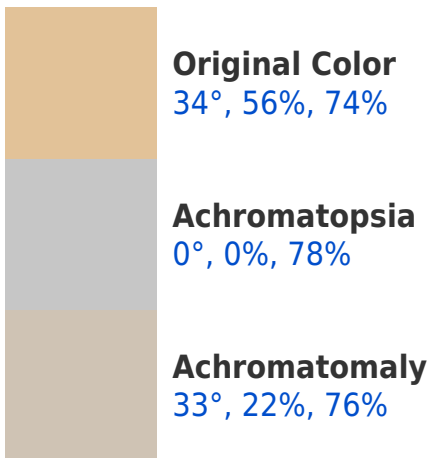 Original Color
34°, 56%, 74%
Achromatopsia
0°, 0%, 78%
Achromatomaly
33°, 22%, 76%